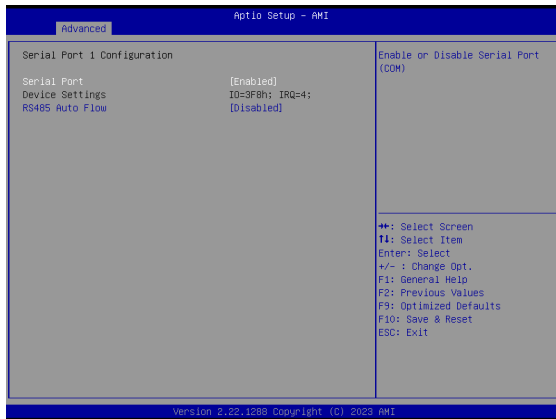 Aptio Setup - AMI
Advanced
Serial Port 1 Configuration
Serial Port [Enabled]
Device Settings IO=3F8h; IRQ=4;
RS485 Auto Flow [Disabled]
Enable or Disable Serial Port
(COM)
→←: Select Screen
↑↓: Select Item
Enter: Select
+/- : Change Opt.
F1: General Help
F2: Previous Values
F9: Optimized Defaults
F10: Save & Reset
ESC: Exit
Version 2.22.1288 Copyright (C) 2023 AMI